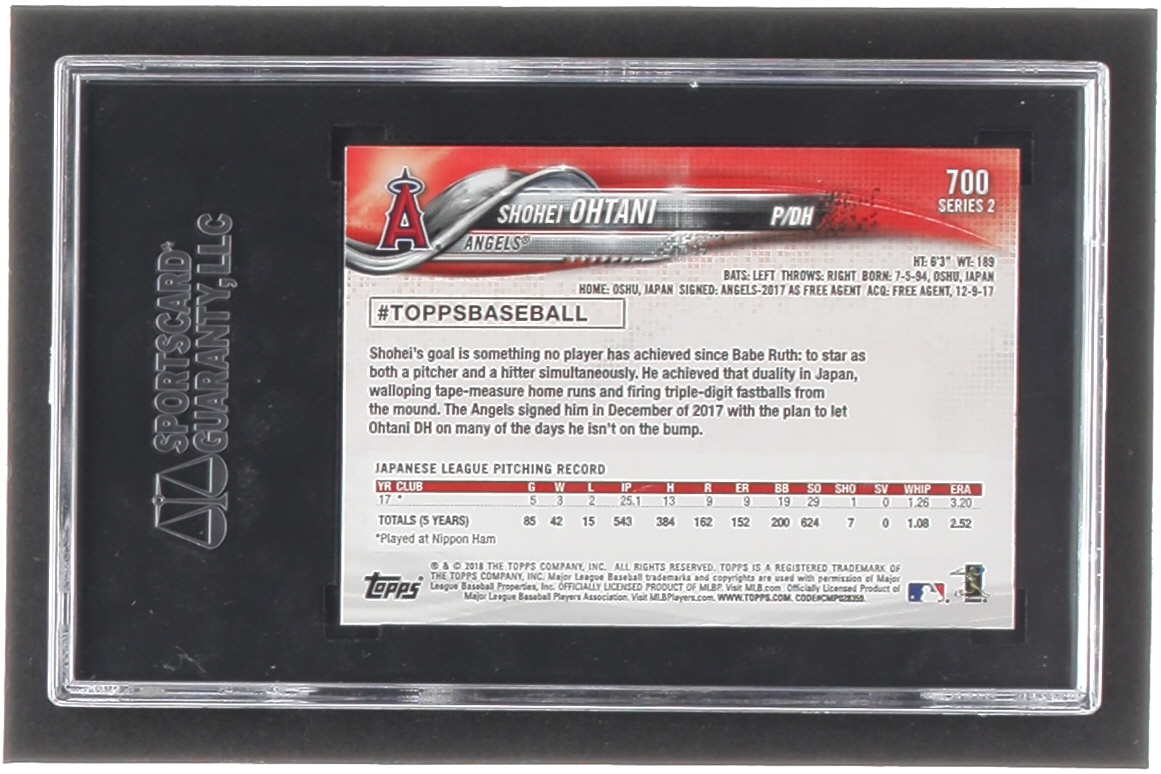 SPORTSCARD
GUARANTY, LLC
A
SHOHEI OHTANI
P/DH
700
SERIES 2
ANGELS®
HT: 6'3" WT: 189
BATS: LEFT THROWS: RIGHT BORN: 7-5-94, OSHU, JAPAN
HOME: OSHU, JAPAN SIGNED: ANGELS-2017 AS FREE AGENT ACQ: FREE AGENT, 12-9-17
#TOPPSBASEBALL
Shohei's goal is something no player has achieved since Babe Ruth: to star as
both a pitcher and a hitter simultaneously. He achieved that duality in Japan,
walloping tape-measure home runs and firing triple-digit fastballs from
the mound. The Angels signed him in December of 2017 with the plan to let
Ohtani DH on many of the days he isn't on the bump.
JAPANESE LEAGUE PITCHING RECORD
YR CLUB G W L IP H R ER BB SO SHO SV WHIP ERA
17 * 5 3 2 25.1 13 9 9 19 29 1 0 1.26 3.20
TOTALS (5 YEARS) 85 42 15 543 384 162 152 200 624 7 0 1.08 2.52
*Played at Nippon Ham
® & © 2018 THE TOPPS COMPANY, INC. ALL RIGHTS RESERVED. TOPPS IS A REGISTERED TRADEMARK OF
THE TOPPS COMPANY, INC. Major League Baseball trademarks and copyrights are used with permission of Major
League Baseball Properties, Inc. OFFICIALLY LICENSED PRODUCT OF MLBP. Visit MLB.com Officially Licensed Product of
Major League Baseball Players Association. Visit MLBPlayers.com. WWW.TOPPS.COM. CODE#CMP028359.
topps